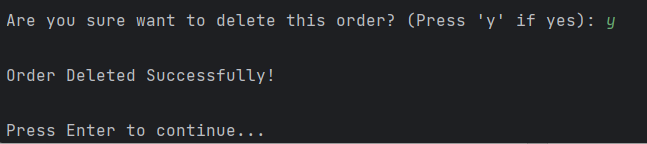 Are you sure want to delete this order? (Press 'y' if yes): y
Order Deleted Successfully!
Press Enter to continue...